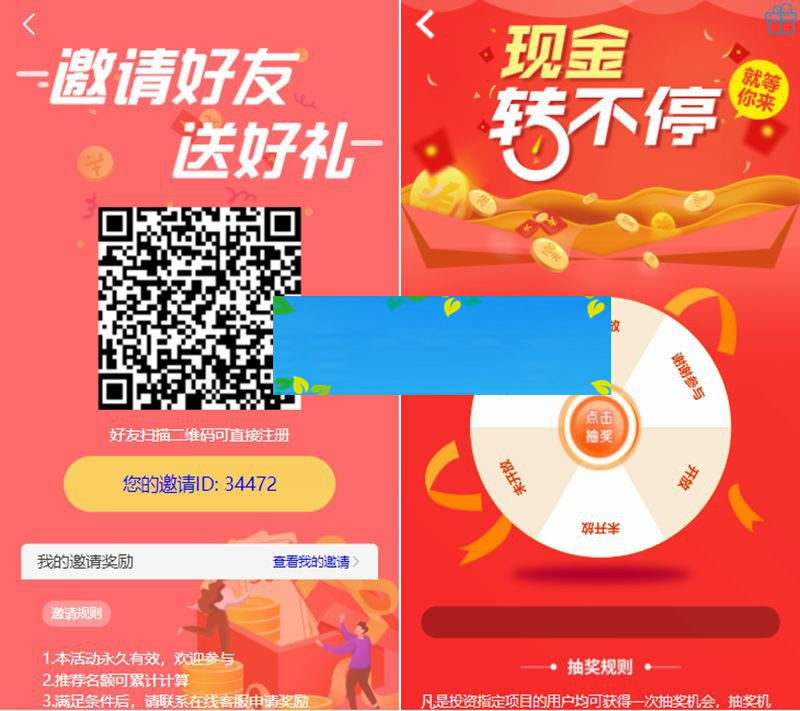 邀请好友
送好礼
好友扫描二维码可直接注册
您的邀请ID: 34472
我的邀请奖励
查看我的邀请
邀请规则
1.本活动永久有效，欢迎参与
2.推荐名额可累计计算
3.满足条件后，请联系在线客服申请奖励
现金
转不停
就等
你来
谢谢参与
开放
未开放
未开放
点击
抽奖
抽奖规则
凡是投资指定项目的用户均可获得一次抽奖机会，抽奖机